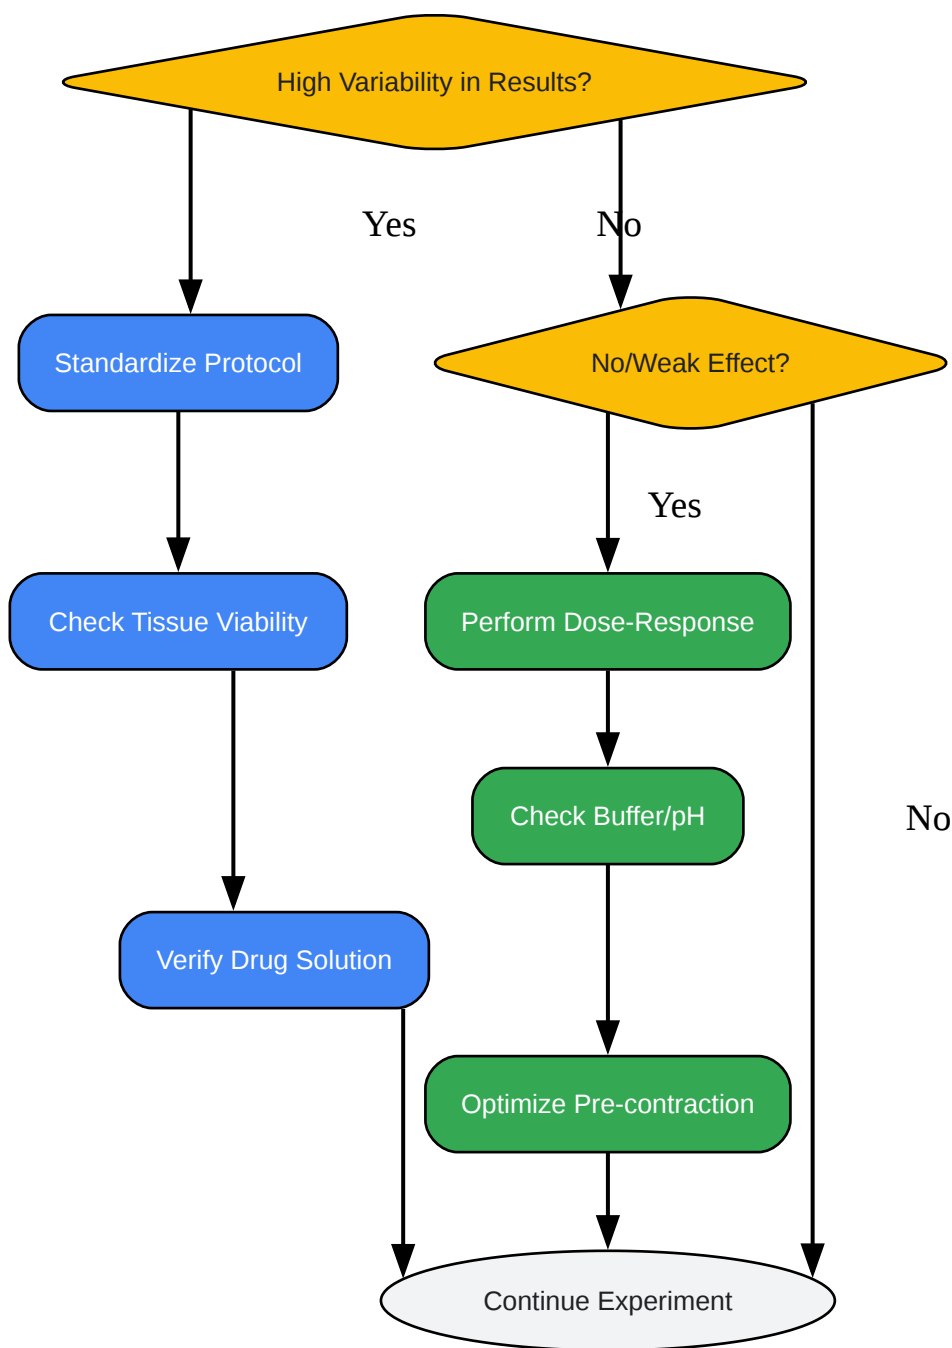 High Variability in Results?
Yes
No
Standardize Protocol
No/Weak Effect?
Yes
Check Tissue Viability
Perform Dose-Response
Check Buffer/pH
No
Verify Drug Solution
Optimize Pre-contraction
Continue Experiment